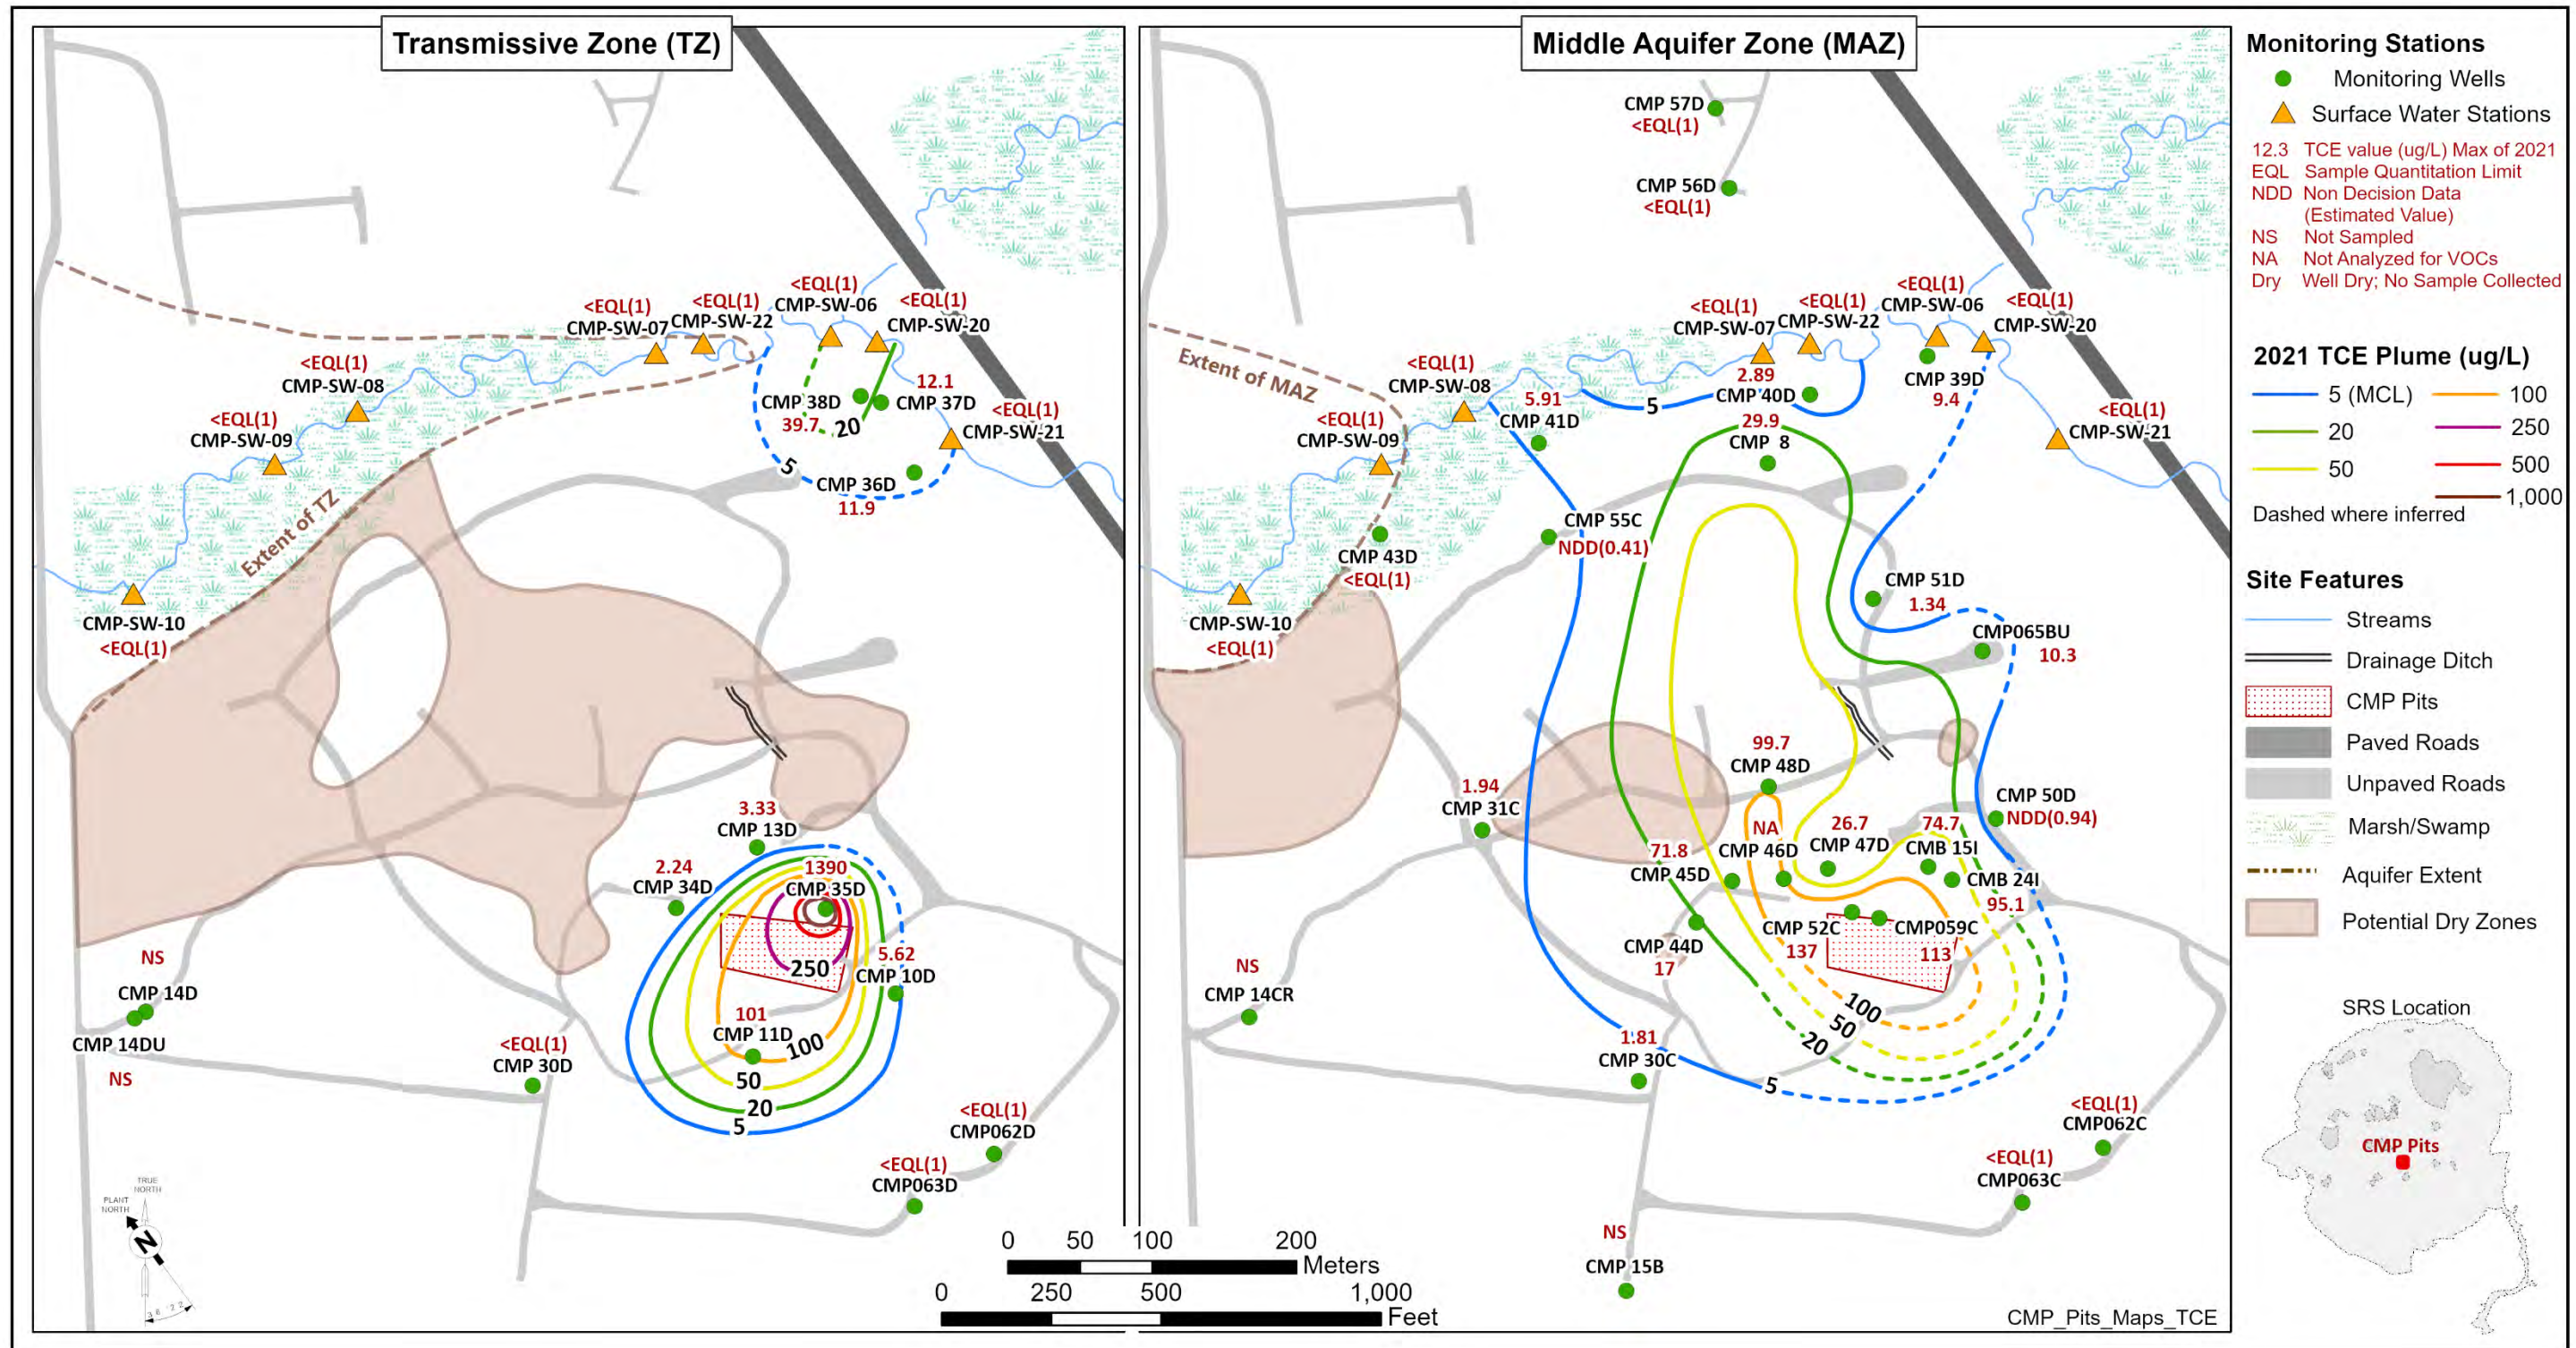 Transmissive Zone (TZ)
<EQL(1)
CMP-SW-06
<EQL(1)
CMP-SW-07
<EQL(1)
CMP-SW-22
<EQL(1)
CMP-SW-20
<EQL(1)
CMP-SW-08
<EQL(1)
CMP-SW-09
12.1
CMP 37D
CMP 38D
39.7
20
<EQL(1)
CMP-SW-21
5
CMP 36D
11.9
Extent of TZ
CMP-SW-10
<EQL(1)
3.33
CMP 13D
2.24
CMP 34D
1390
CMP 35D
250
5.62
CMP 10D
101
CMP 11D
100
50
20
5
NS
CMP 14D
CMP 14DU
NS
<EQL(1)
CMP 30D
<EQL(1)
CMP062D
<EQL(1)
CMP063D
TRUE
NORTH
PLANT
NORTH
N
0 50 100 200
Meters
0 250 500 1,000
Feet
Middle Aquifer Zone (MAZ)
CMP 57D
<EQL(1)
CMP 56D
<EQL(1)
<EQL(1)
CMP-SW-06
<EQL(1)
CMP-SW-07
<EQL(1)
CMP-SW-22
<EQL(1)
CMP-SW-20
Extent of MAZ
<EQL(1)
CMP-SW-08
<EQL(1)
CMP-SW-09
5.91
CMP 41D
5
2.89
CMP 40D
CMP 39D
9.4
<EQL(1)
CMP-SW-21
29.9
CMP 8
CMP 55C
NDD(0.41)
CMP 43D
<EQL(1)
CMP-SW-10
<EQL(1)
CMP 51D
1.34
CMP065BU
10.3
99.7
CMP 48D
1.94
CMP 31C
CMP 50D
NDD(0.94)
NA
CMP 46D
26.7
CMP 47D
74.7
CMB 15I
71.8
CMP 45D
CMB 24I
95.1
CMP 52C
137
CMP059C
113
CMP 44D
17
NS
CMP 14CR
100
50
20
5
1.81
CMP 30C
<EQL(1)
CMP062C
<EQL(1)
CMP063C
NS
CMP 15B
CMP_Pits_Maps_TCE
Monitoring Stations
Monitoring Wells
Surface Water Stations
12.3 TCE value (ug/L) Max of 2021
EQL Sample Quantitation Limit
NDD Non Decision Data
(Estimated Value)
NS Not Sampled
NA Not Analyzed for VOCs
Dry Well Dry; No Sample Collected
2021 TCE Plume (ug/L)
5 (MCL) 100
20 250
50 500
1,000
Dashed where inferred
Site Features
Streams
Drainage Ditch
CMP Pits
Paved Roads
Unpaved Roads
Marsh/Swamp
Aquifer Extent
Potential Dry Zones
SRS Location
CMP Pits